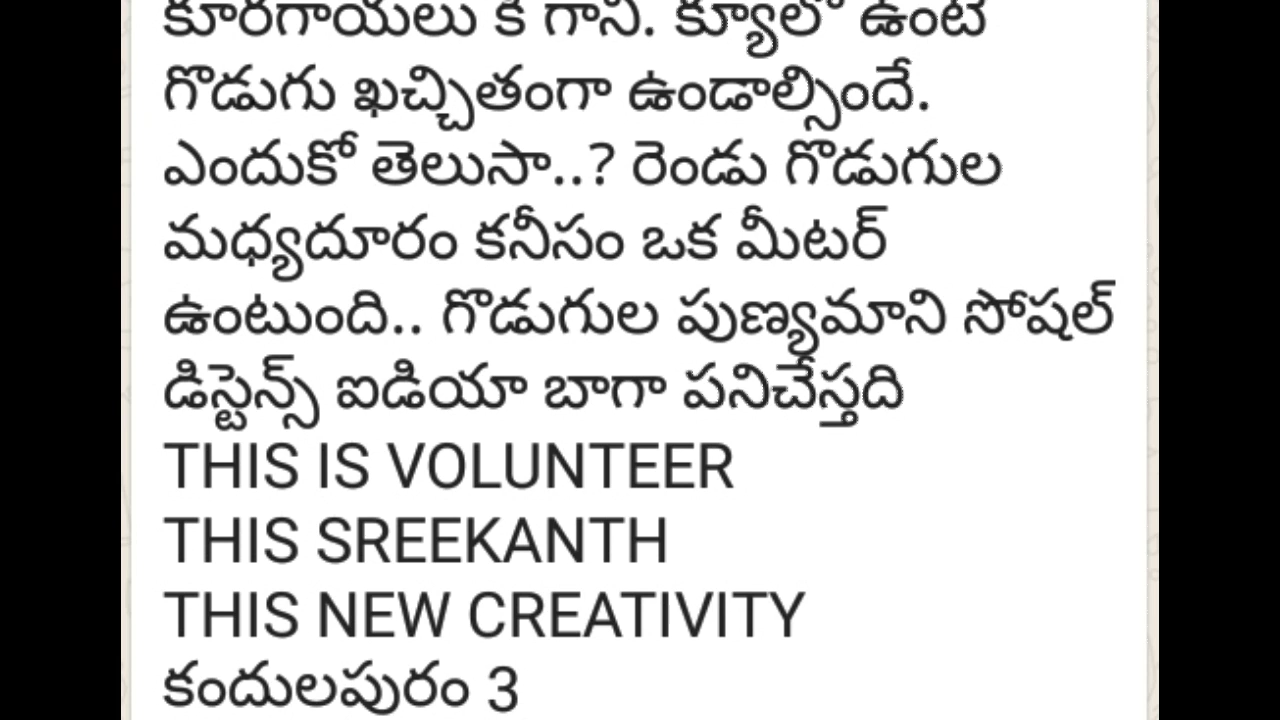 కూరగాయలు కి గాని. క్యూలో ఉంటే
గొడుగు ఖచ్చితంగా ఉండాల్సిందే.
ఎందుకో తెలుసా..? రెండు గొడుగుల
మధ్యదూరం కనీసం ఒక మీటర్
ఉంటుంది.. గొడుగుల పుణ్యమాని సోషల్
డిస్టెన్స్ ఐడియా బాగా పనిచేస్తది
THIS IS VOLUNTEER
THIS SREEKANTH
THIS NEW CREATIVITY
కందులపురం 3